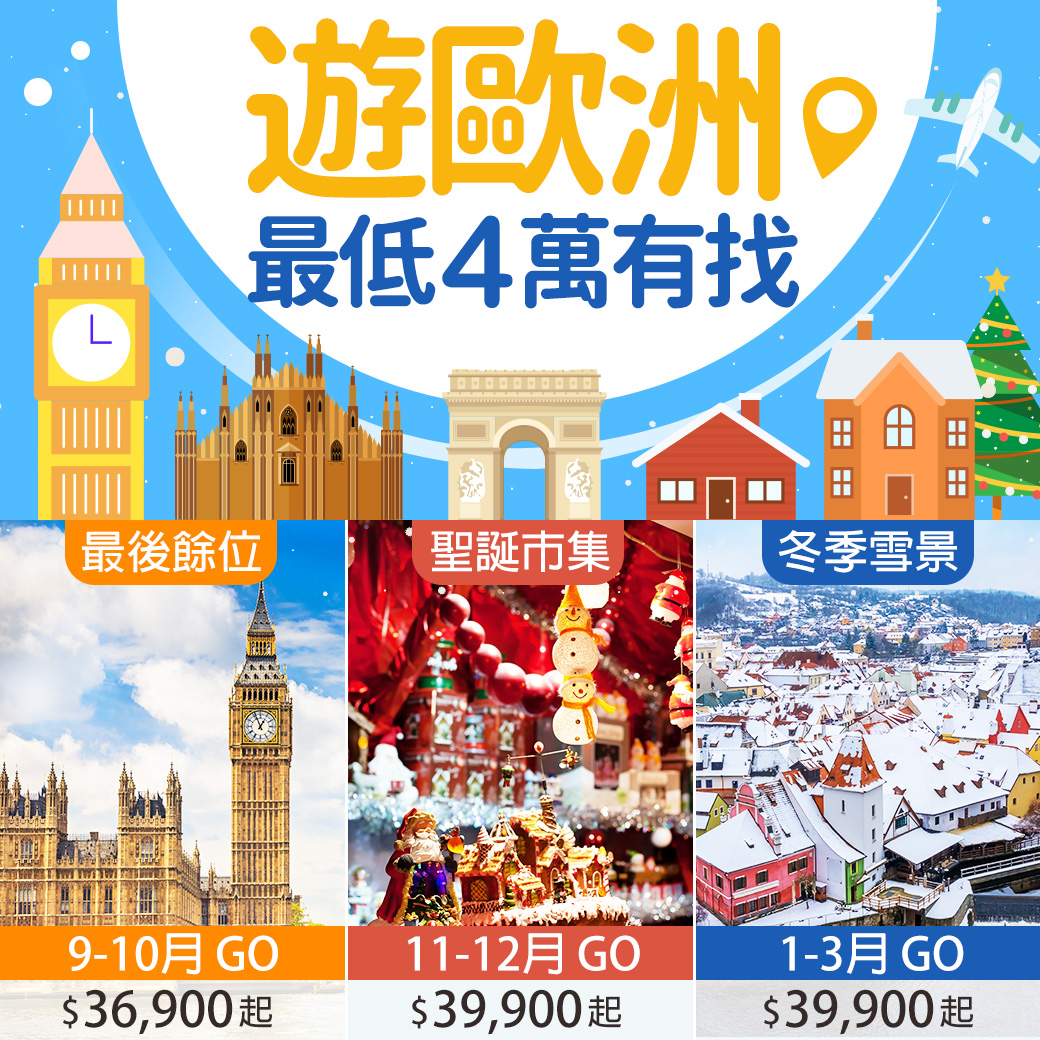 遊歐洲
最低4萬有找
最後餘位
聖誕市集
冬季雪景
9-10月 GO
11-12月 GO
1-3月 GO
$36,900起
$39,900起
$39,900起